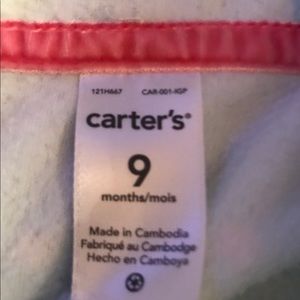 121H667 CAR-001-IGP
carter's®
9
months/mois
Made in Cambodia
Fabriqué au Cambodge
Hecho en Camboya